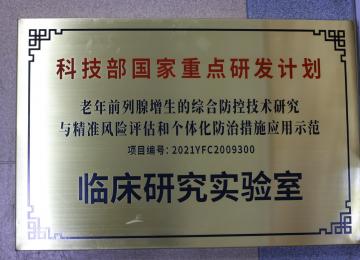 科技部国家重点研发计划
老年前列腺增生的综合防控技术研究
与精准风险评估和个体化防治措施应用示范
项目编号：2021YFC2009300
临床研究实验室